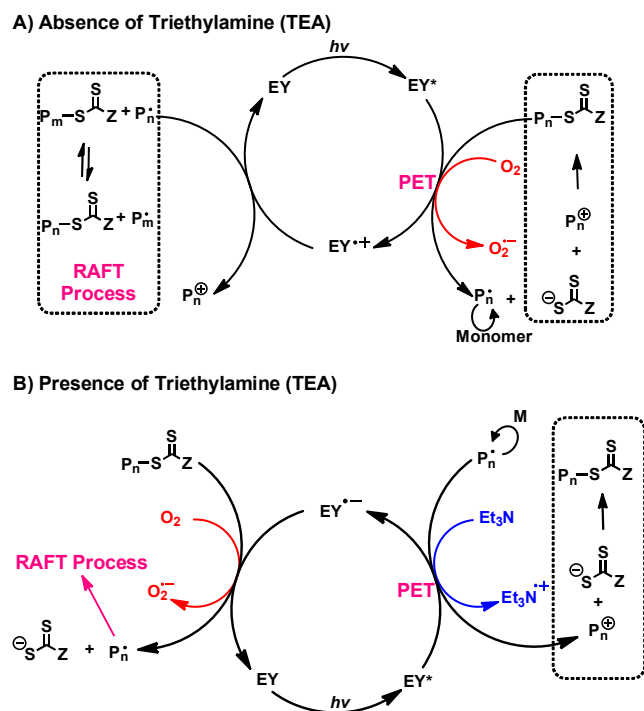 A) Absence of Triethylamine (TEA)
hν
EY
EY*
S
Pm—S Z + Pn•
S
Pn—S Z + Pm•
RAFT
Process
Pn⊕
EY•+
PET
O2
O2•−
Pn• +
Monomer
S
Pn—S Z
Pn⊕
+
S
⊖S Z
B) Presence of Triethylamine (TEA)
S
Pn—S Z
O2
O2•−
RAFT Process
S
⊖S Z + Pn•
EY•−
EY
hν
EY*
PET
M
Pn•
Et3N
Et3N•+
S
Pn—S Z
S
⊖S Z
+
Pn⊕